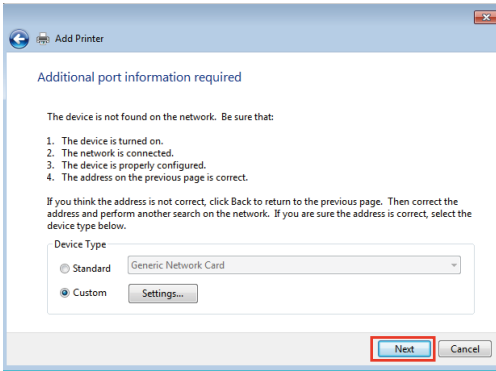 Add Printer
Additional port information required
The device is not found on the network.  Be sure that:
1.  The device is turned on.
2.  The network is connected.
3.  The device is properly configured.
4.  The address on the previous page is correct.
If you think the address is not correct, click Back to return to the previous page.  Then correct the
address and perform another search on the network.  If you are sure the address is correct, select the
device type below.
Device Type
Standard
Generic Network Card
Custom
Settings...
Next
Cancel